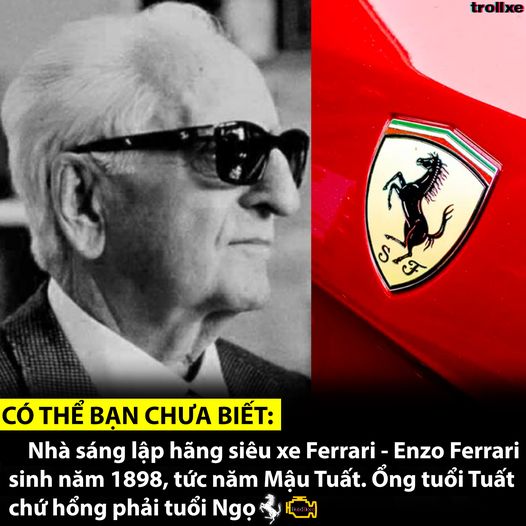 trollxe
S F
CÓ THỂ BẠN CHƯA BIẾT:
Nhà sáng lập hãng siêu xe Ferrari - Enzo Ferrari
sinh năm 1898, tức năm Mậu Tuất. Ổng tuổi Tuất
chứ hổng phải tuổi Ngọ